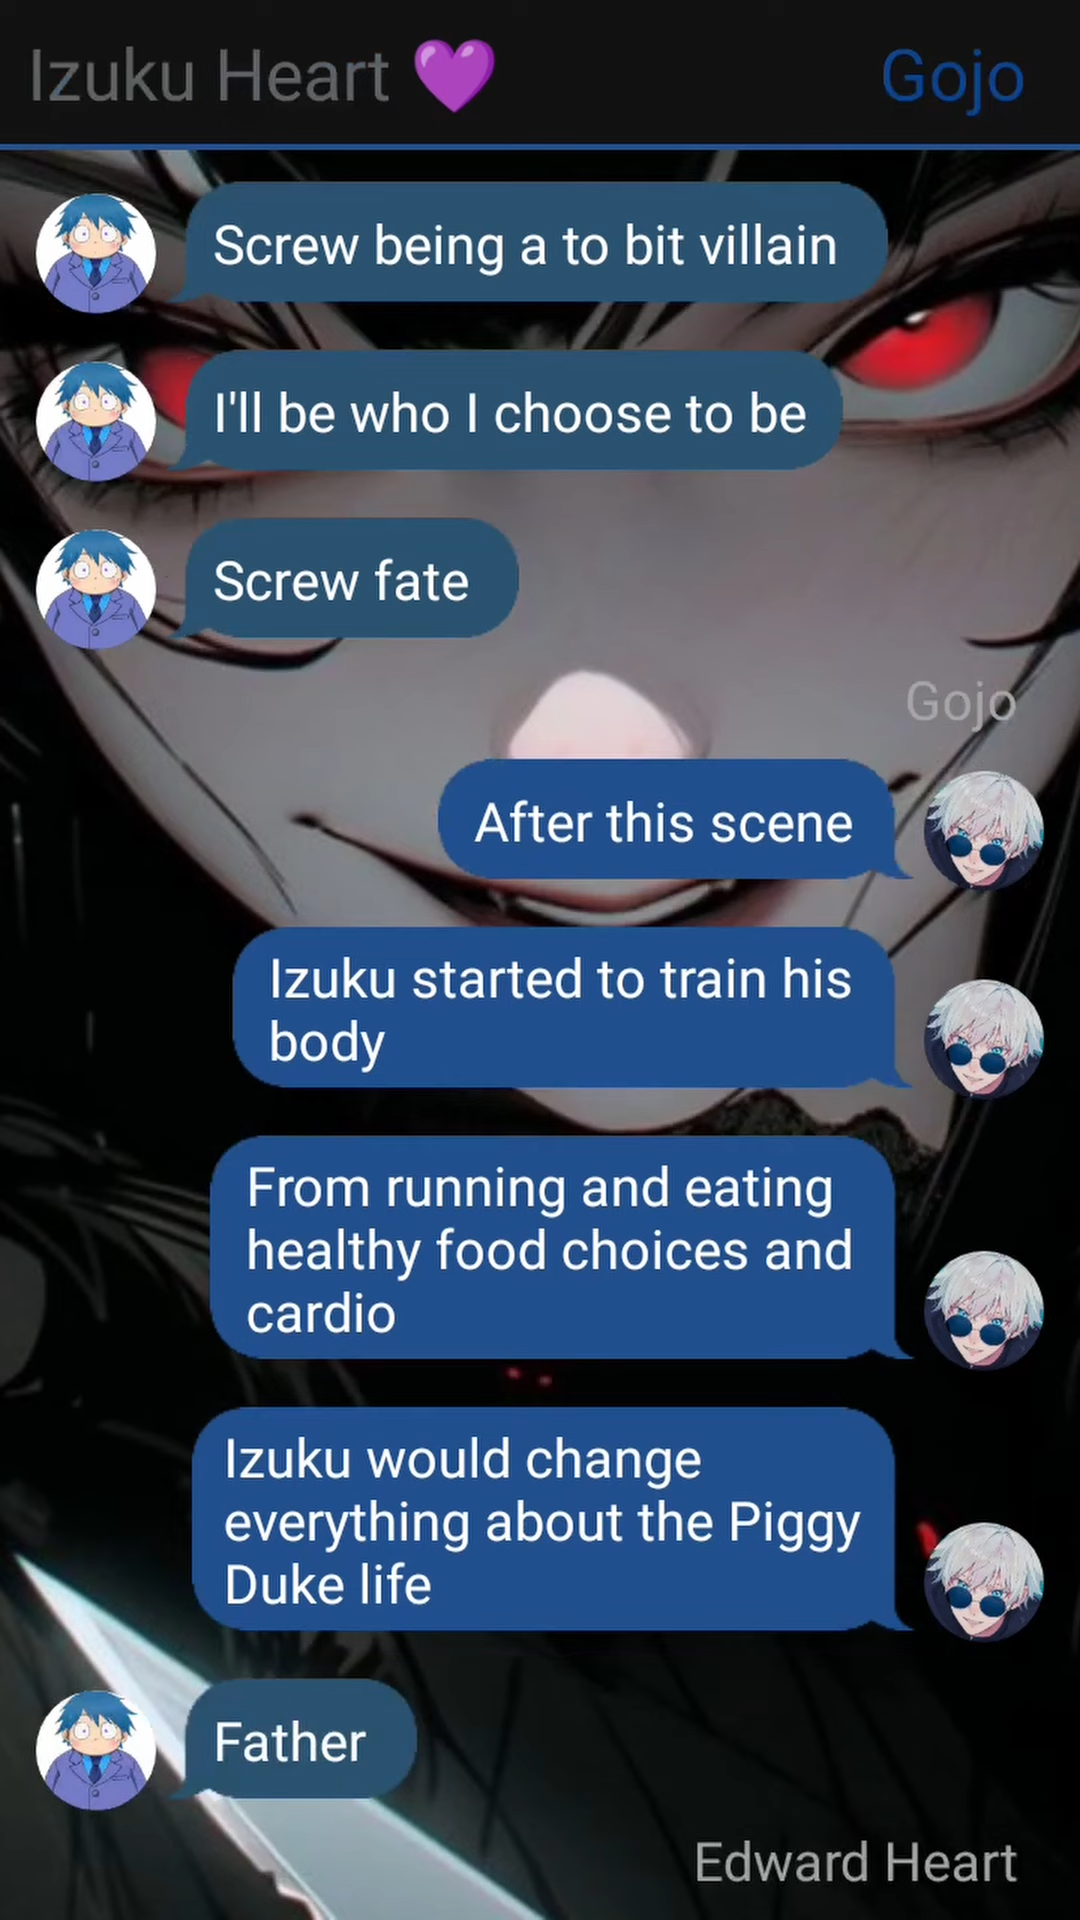 Izuku Heart 💜 Gojo
Screw being a to bit villain
I'll be who I choose to be
Screw fate
Gojo
After this scene
Izuku started to train his
body
From running and eating
healthy food choices and
cardio
Izuku would change
everything about the Piggy
Duke life
Father
Edward Heart